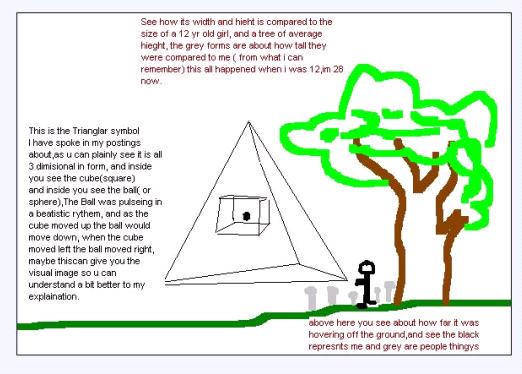 See how its width and hieht is compared to the
size of a 12 yr old girl, and a tree of average
hieght, the grey forms are about how tall they
were compared to me ( from what i can
remember) this all happened when i was 12,im 28
now.
This is the Trianglar symbol
I have spoke in my postings
about,as u can plainly see it is all
3 dimisional in form, and inside
you see the cube(square)
and inside you see the ball( or
sphere),The Ball was pulseing in
a beatistic rythem, and as the
cube moved up the ball would
move down, when the cube
moved left the ball moved right,
maybe thiscan give you the
visual image so u can
understand a bit better to my
explaination.
above here you see about how far it was
hovering off the ground,and see the black
represnts me and grey are people thingys